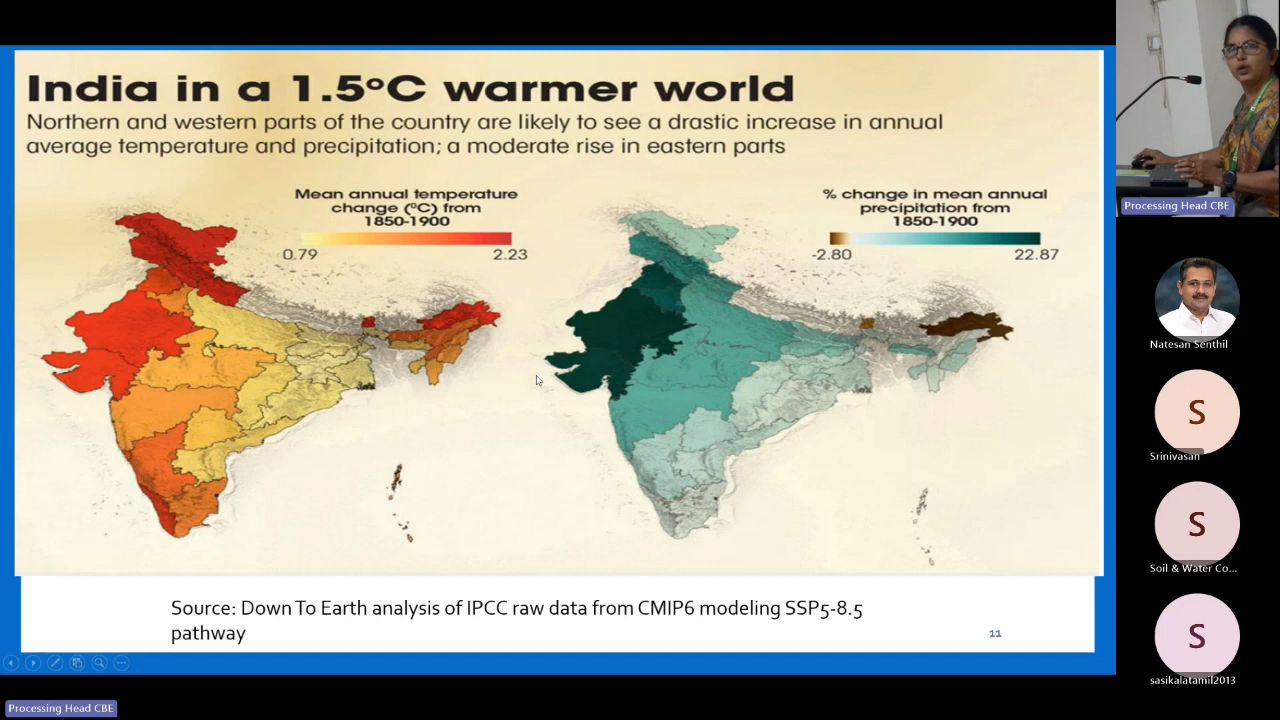 India in a 1.5°C warmer world
Northern and western parts of the country are likely to see a drastic increase in annual
average temperature and precipitation; a moderate rise in eastern parts
Mean annual temperature
change (°C) from
1850-1900
0.79
2.23
% change in mean annual
precipitation from
1850-1900
-2.80
22.87
Source: Down To Earth analysis of IPCC raw data from CMIP6 modeling SSP5-8.5
pathway
11
Processing Head CBE
Natesan Senthil
S
Srinivasan
S
Soil & Water Co...
S
sasikalatamil2013
Processing Head CBE